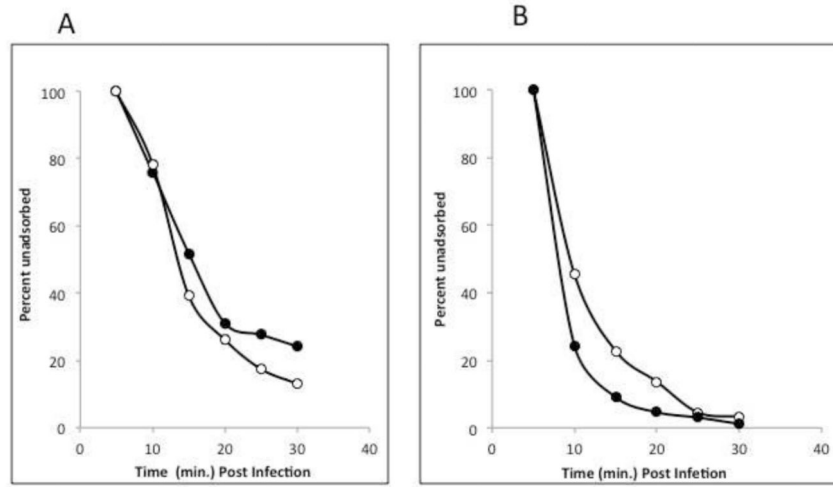 A
B
100
80
60
40
20
0
Percent unadsorbed
0 10 20 30 40
Time (min.) Post Infection
100
80
60
40
20
0
Percent unadsorbed
0 10 20 30 40
Time (min.) Post Infetion